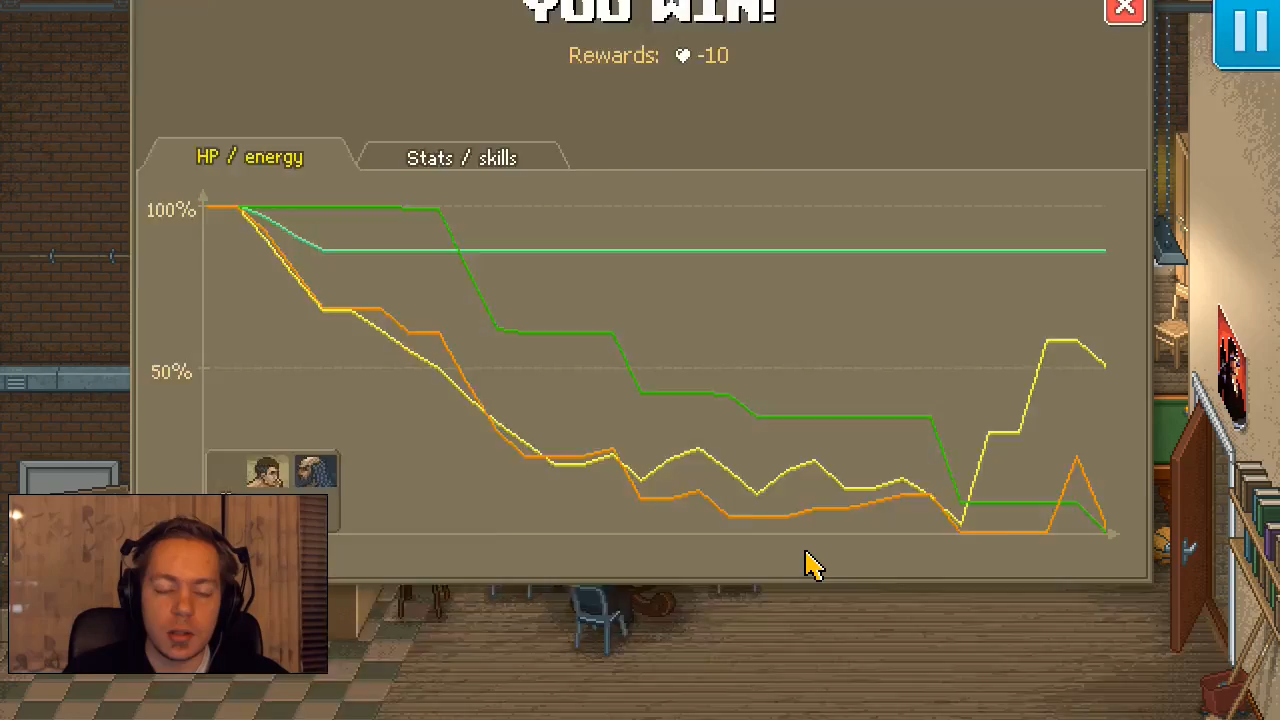 YOU WIN!
Rewards: -10
HP / energy
Stats / skills
100%
50%